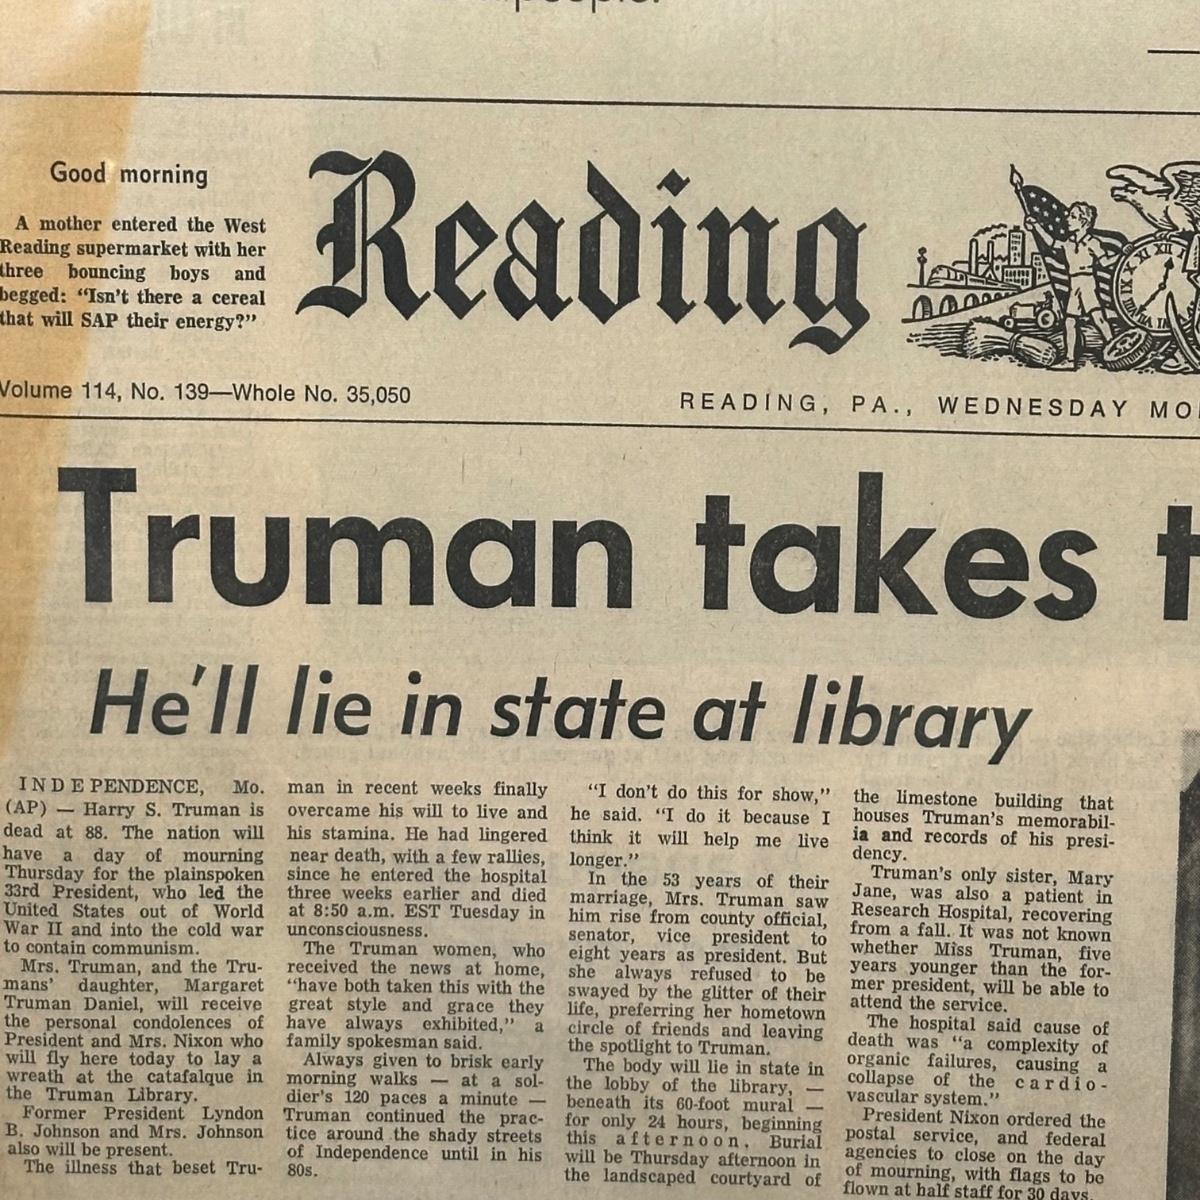 people.
Good morning
A mother entered the West
Reading supermarket with her
three bouncing boys and
begged: “Isn't there a cereal
that will SAP their energy?”
Reading
Volume 114, No. 139—Whole No. 35,050
READING, PA., WEDNESDAY MO
Truman takes t
He'll lie in state at library
INDEPENDENCE, Mo.
(AP) — Harry S. Truman is
dead at 88. The nation will
have a day of mourning
Thursday for the plainspoken
33rd President, who led the
United States out of World
War II and into the cold war
to contain communism.
Mrs. Truman, and the Tru-
mans' daughter, Margaret
Truman Daniel, will receive
the personal condolences of
President and Mrs. Nixon who
will fly here today to lay a
wreath at the catafalque in
the Truman Library.
Former President Lyndon
B. Johnson and Mrs. Johnson
also will be present.
The illness that beset Tru-
man in recent weeks finally
overcame his will to live and
his stamina. He had lingered
near death, with a few rallies,
since he entered the hospital
three weeks earlier and died
at 8:50 a.m. EST Tuesday in
unconsciousness.
The Truman women, who
received the news at home,
“have both taken this with the
great style and grace they
have always exhibited,” a
family spokesman said.
Always given to brisk early
morning walks — at a sol-
dier's 120 paces a minute —
Truman continued the prac-
tice around the shady streets
of Independence until in his
80s.
“I don't do this for show,”
he said. “I do it because I
think it will help me live
longer.”
In the 53 years of their
marriage, Mrs. Truman saw
him rise from county official,
senator, vice president to
eight years as president. But
she always refused to be
swayed by the glitter of their
life, preferring her hometown
circle of friends and leaving
the spotlight to Truman.
The body will lie in state in
the lobby of the library, —
beneath its 60-foot mural —
for only 24 hours, beginning
this afternoon. Burial
will be Thursday afternoon in
the landscaped courtyard of
the limestone building that
houses Truman's memorabil-
ia and records of his presi-
dency.
Truman's only sister, Mary
Jane, was also a patient in
Research Hospital, recovering
from a fall. It was not known
whether Miss Truman, five
years younger than the for-
mer president, will be able to
attend the service.
The hospital said cause of
death was “a complexity of
organic failures, causing a
collapse of the cardio-
vascular system.”
President Nixon ordered the
postal service, and federal
agencies to close on the day
of mourning, with flags to be
flown at half staff for 30 days.